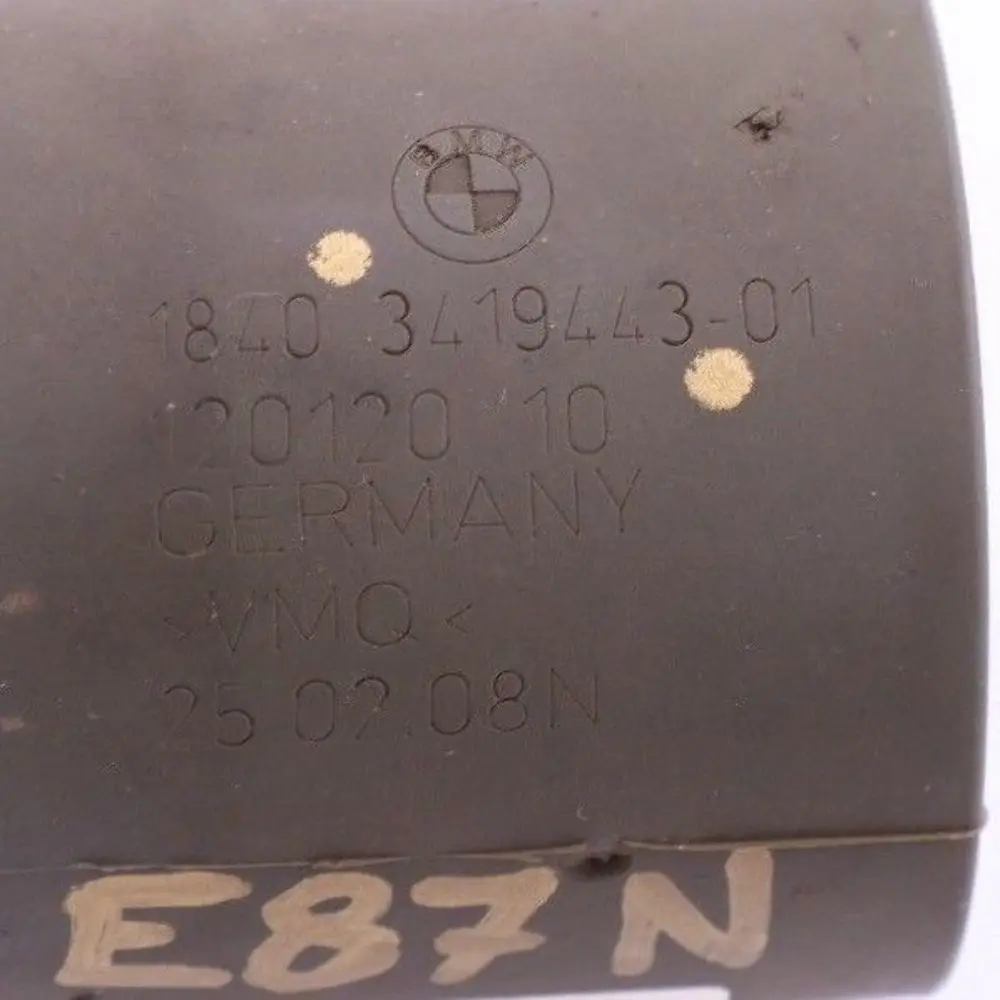 BMW
1840 3419443-01
120120 10
GERMANY
>VMQ<
25.02.08N
E87N